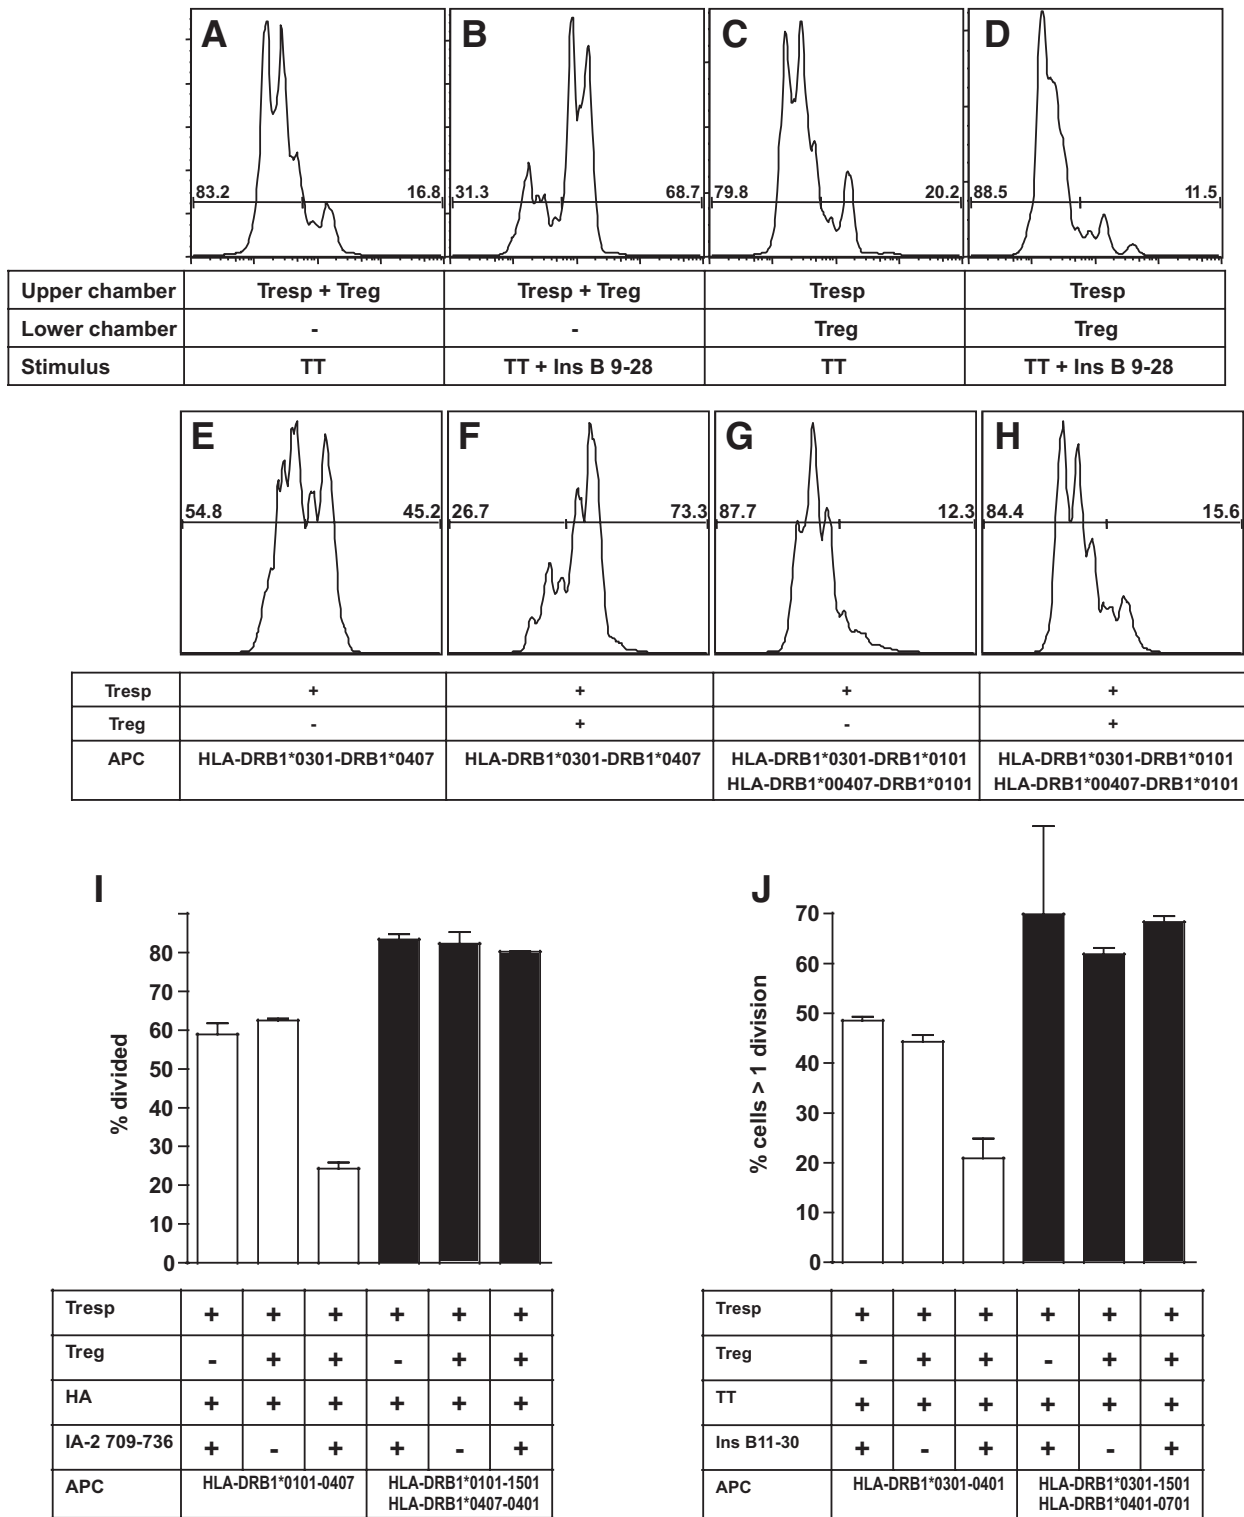 A B C D
83.2 16.8 31.3 68.7 79.8 20.2 88.5 11.5
Upper chamber Tresp + Treg Tresp + Treg Tresp Tresp
Lower chamber - - Treg Treg
Stimulus TT TT + Ins B 9-28 TT TT + Ins B 9-28
E F G H
54.8 45.2 26.7 73.3 87.7 12.3 84.4 15.6
Tresp + + + +
Treg - + - +
APC HLA-DRB1*0301-DRB1*0407 HLA-DRB1*0301-DRB1*0407 HLA-DRB1*0301-DRB1*0101 HLA-DRB1*0301-DRB1*0101
HLA-DRB1*00407-DRB1*0101 HLA-DRB1*00407-DRB1*0101
I
% divided
80
70
60
50
40
30
20
10
0
Tresp + + + + + +
Treg - + + - + +
HA + + + + + +
IA-2 709-736 + - + + - +
APC HLA-DRB1*0101-0407 HLA-DRB1*0101-1501
HLA-DRB1*0407-0401
J
% cells > 1 division
70
60
50
40
30
20
10
0
Tresp + + + + + +
Treg - + + - + +
TT + + + + + +
Ins B11-30 + - + + - +
APC HLA-DRB1*0301-0401 HLA-DRB1*0301-1501
HLA-DRB1*0401-0701